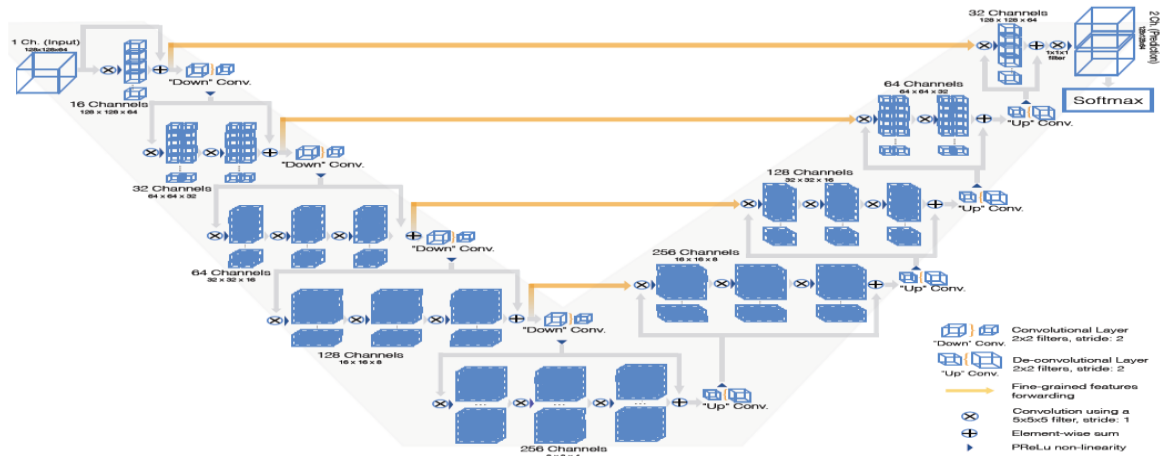 1 Ch. (Input)
128x128x64
"Down" Conv.
16 Channels
128 x 128 x 64
"Down" Conv.
32 Channels
64 x 64 x 32
"Down" Conv.
64 Channels
32 x 32 x 16
"Down" Conv.
128 Channels
16 x 16 x 8
...
...
...
256 Channels
"Up" Conv.
256 Channels
16 x 16 x 8
"Up" Conv.
128 Channels
32 x 32 x 16
"Up" Conv.
64 Channels
64 x 64 x 32
"Up" Conv.
32 Channels
128 x 128 x 64
1x1x1
filter
2 Ch. (Prediction)
128x128x64
Softmax
"Down" Conv.
Convolutional Layer
2x2 filters, stride: 2
"Up" Conv.
De-convolutional Layer
2x2 filters, stride: 2
Fine-grained features
forwarding
Convolution using a
5x5x5 filter, stride: 1
Element-wise sum
PReLu non-linearity